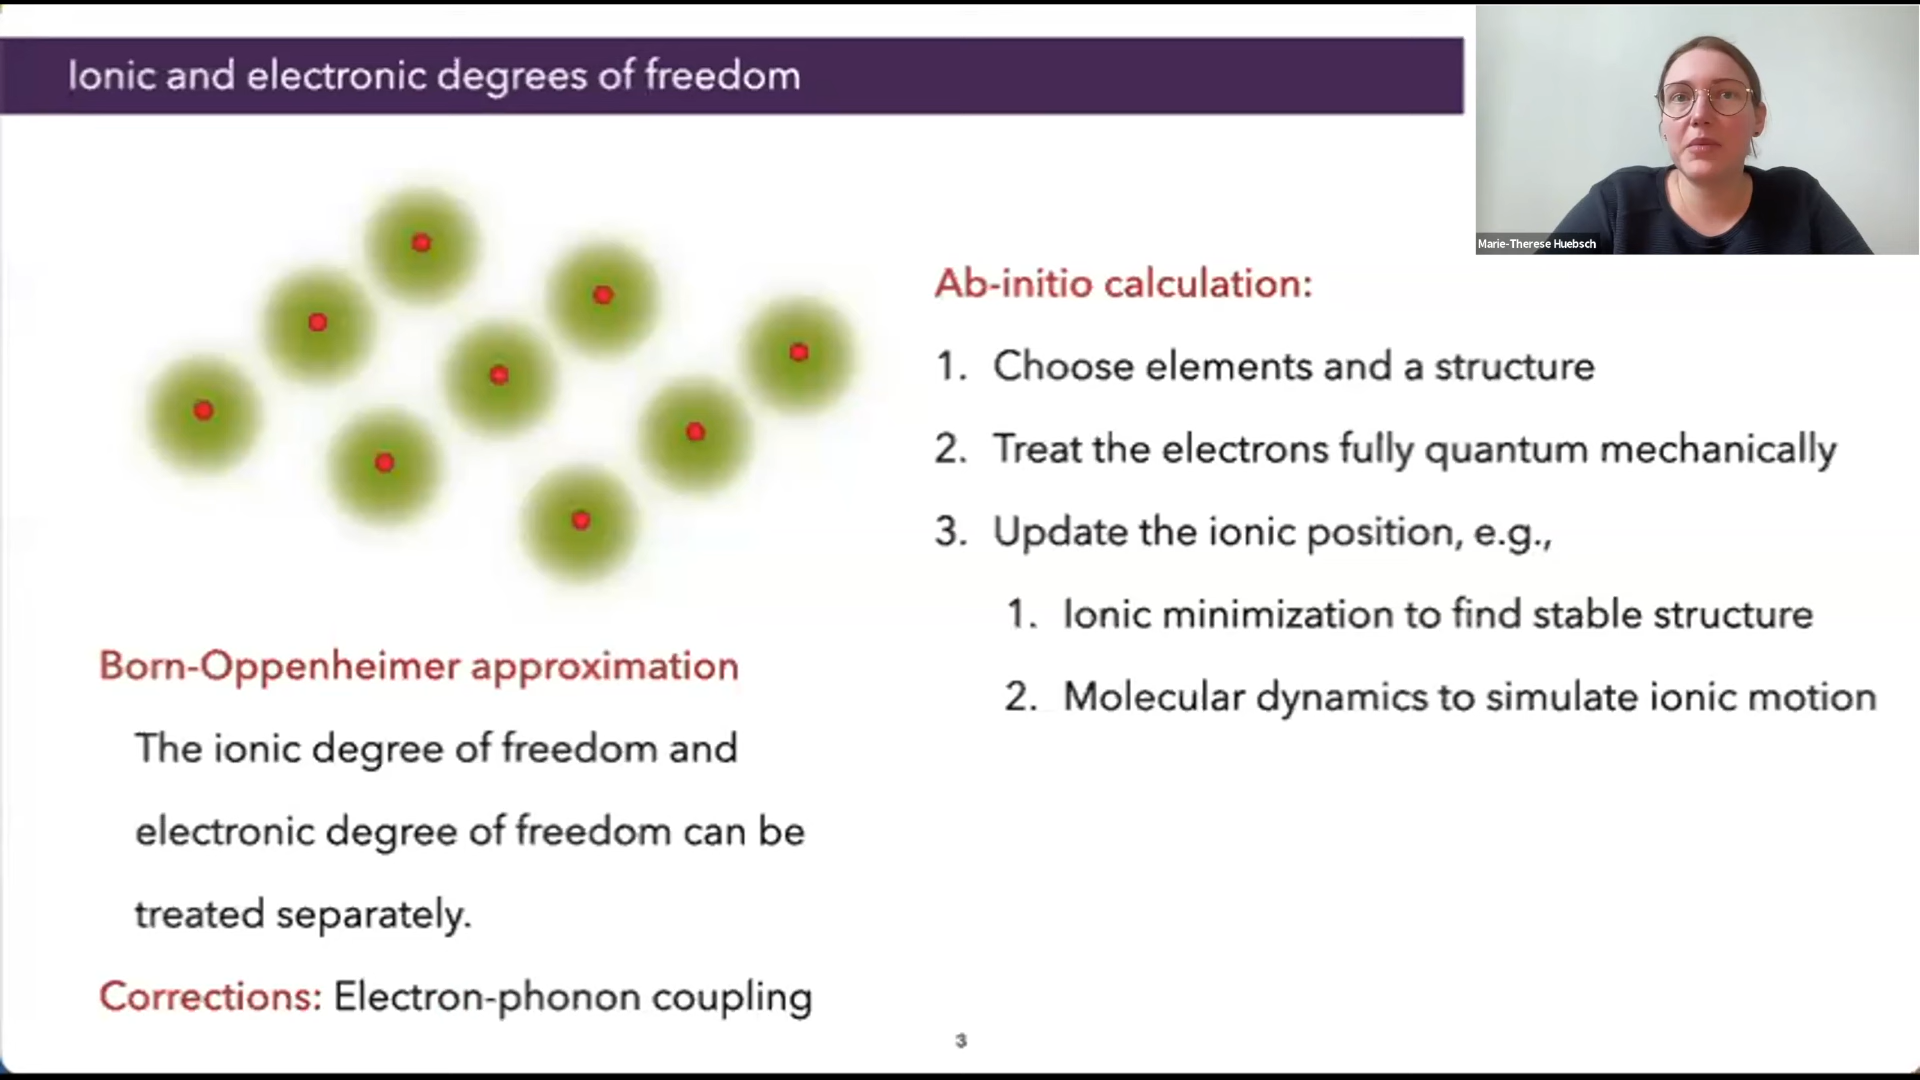 Ionic and electronic degrees of freedom
Marie-Therese Huebsch
Born-Oppenheimer approximation
The ionic degree of freedom and
electronic degree of freedom can be
treated separately.
Corrections: Electron-phonon coupling
Ab-initio calculation:
1. Choose elements and a structure
2. Treat the electrons fully quantum mechanically
3. Update the ionic position, e.g.,
1. Ionic minimization to find stable structure
2. Molecular dynamics to simulate ionic motion
3